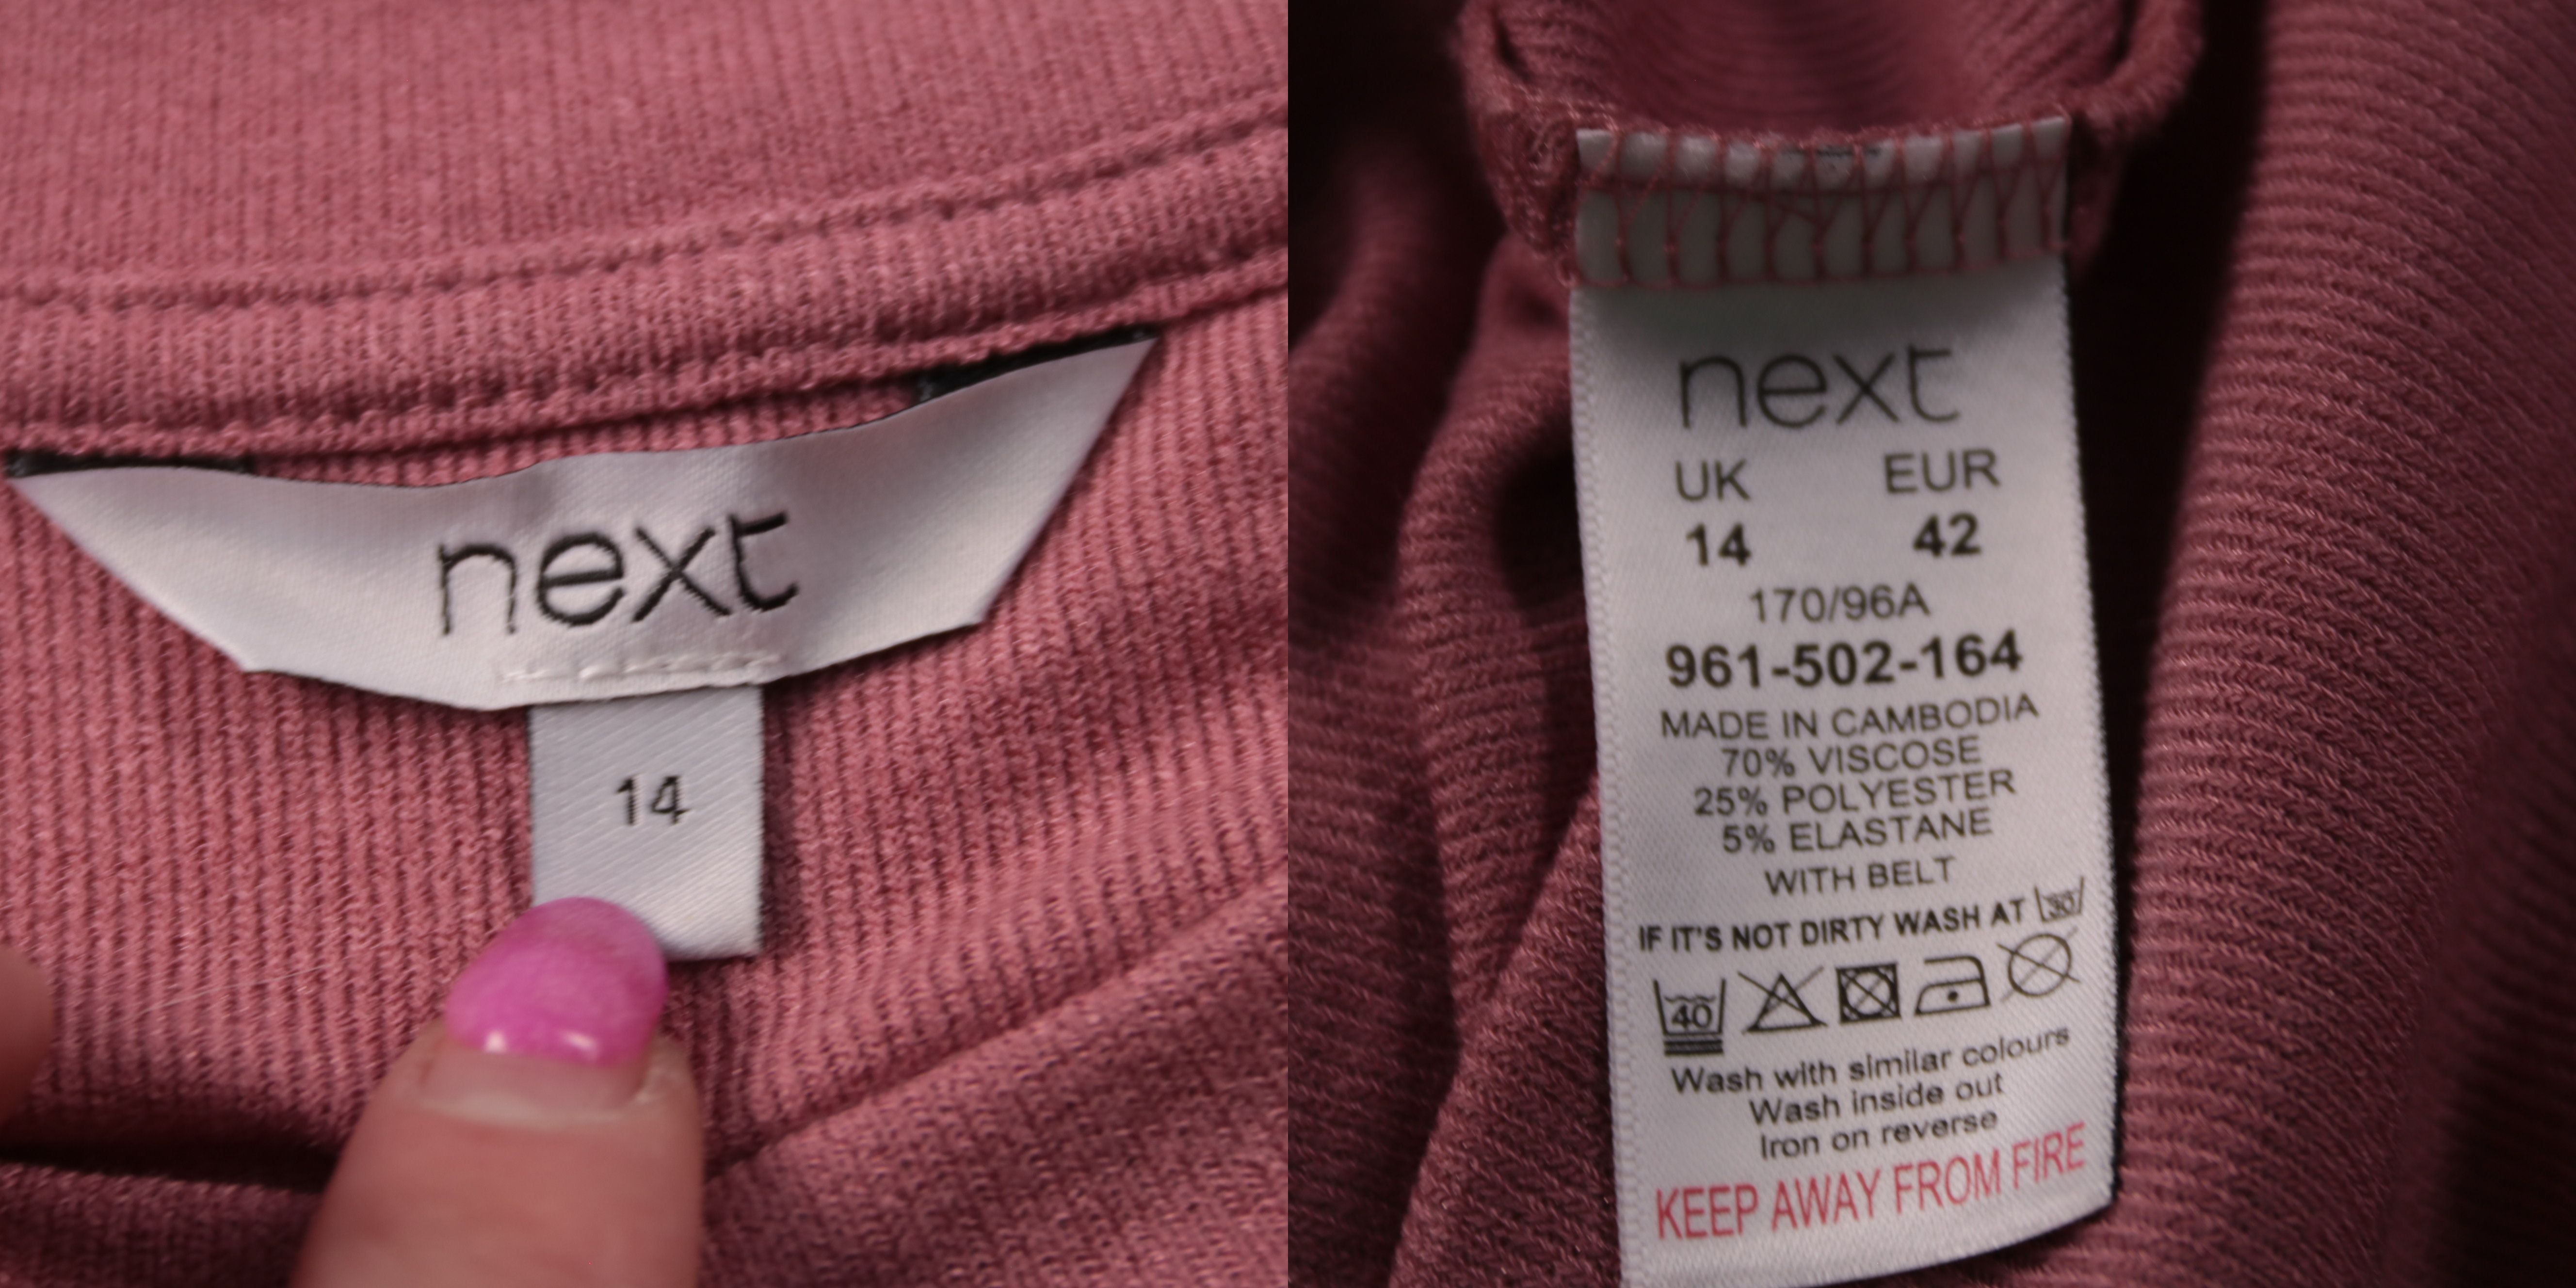 next
14
next
UK EUR
14 42
170/96A
961-502-164
MADE IN CAMBODIA
70% VISCOSE
25% POLYESTER
5% ELASTANE
WITH BELT
IF IT'S NOT DIRTY WASH AT 30
40
Wash with similar colours
Wash inside out
Iron on reverse
KEEP AWAY FROM FIRE